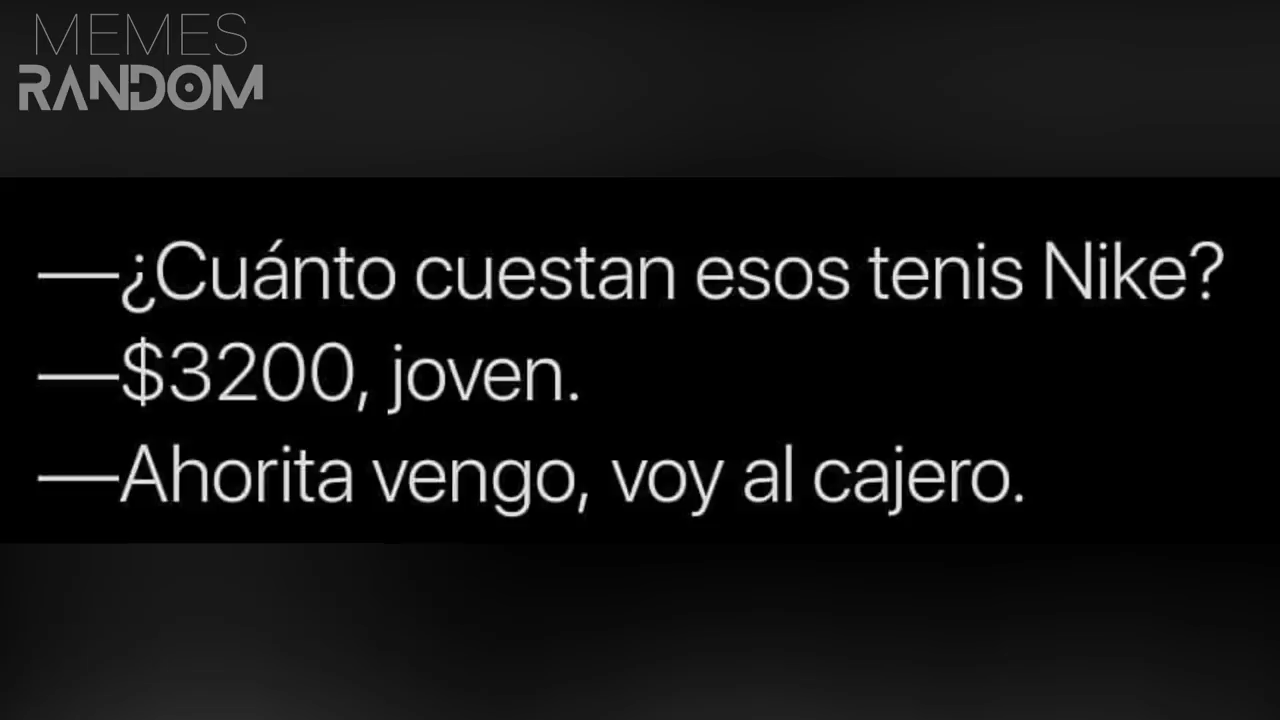 MEMES
RANDOM
—¿Cuánto cuestan esos tenis Nike?
—$3200, joven.
—Ahorita vengo, voy al cajero.